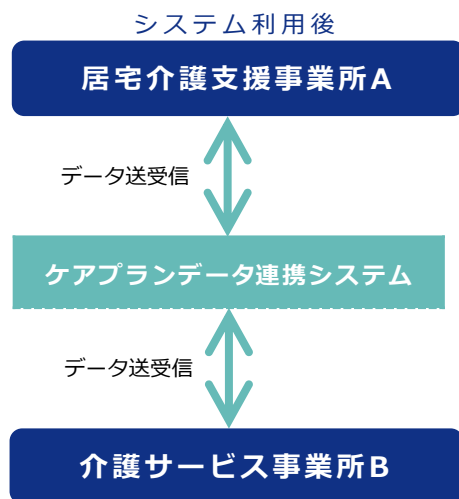 システム利用後
居宅介護支援事業所A
データ送受信
ケアプランデータ連携システム
データ送受信
介護サービス事業所B